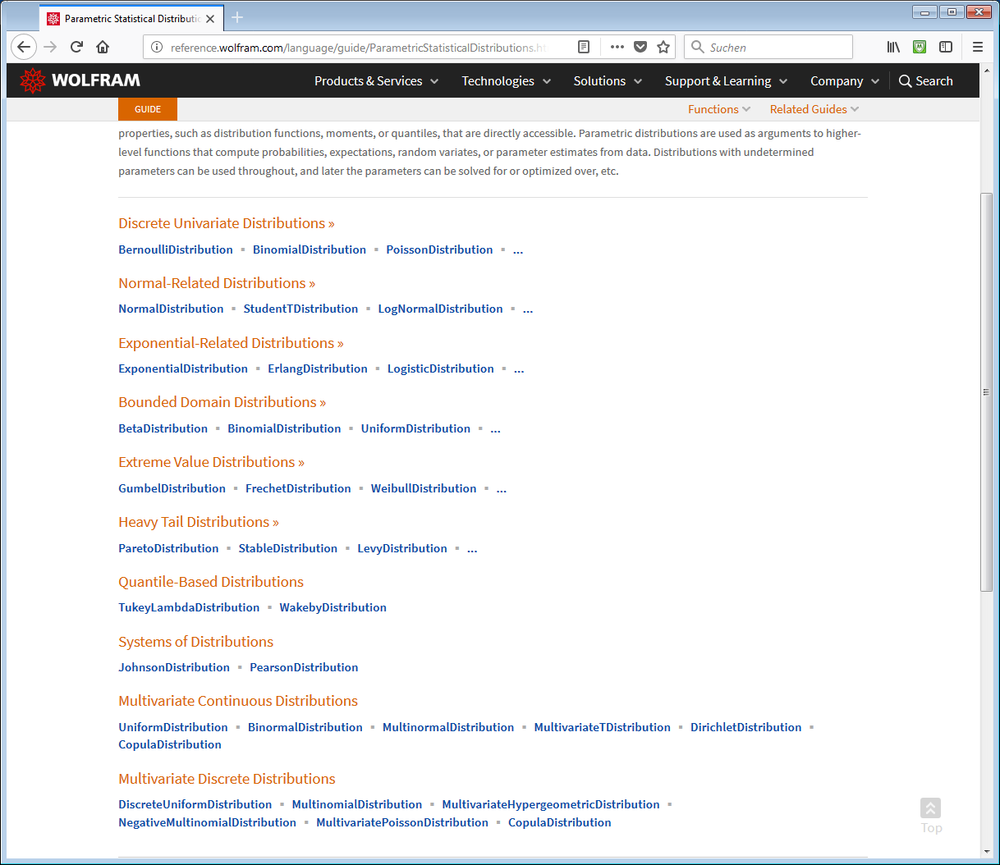 Parametric Statistical Distributi
reference.wolfram.com/language/guide/ParametricStatisticalDistributions.ht
Suchen
WOLFRAM
Products & Services
Technologies
Solutions
Support & Learning
Company
Search
GUIDE
Functions
Related Guides
properties, such as distribution functions, moments, or quantiles, that are directly accessible. Parametric distributions are used as arguments to higher-
level functions that compute probabilities, expectations, random variates, or parameter estimates from data. Distributions with undetermined
parameters can be used throughout, and later the parameters can be solved for or optimized over, etc.
Discrete Univariate Distributions »
BernoulliDistribution ▪ BinomialDistribution ▪ PoissonDistribution ▪ ...
Normal-Related Distributions »
NormalDistribution ▪ StudentTDistribution ▪ LogNormalDistribution ▪ ...
Exponential-Related Distributions »
ExponentialDistribution ▪ ErlangDistribution ▪ LogisticDistribution ▪ ...
Bounded Domain Distributions »
BetaDistribution ▪ BinomialDistribution ▪ UniformDistribution ▪ ...
Extreme Value Distributions »
GumbelDistribution ▪ FrechetDistribution ▪ WeibullDistribution ▪ ...
Heavy Tail Distributions »
ParetoDistribution ▪ StableDistribution ▪ LevyDistribution ▪ ...
Quantile-Based Distributions
TukeyLambdaDistribution ▪ WakebyDistribution
Systems of Distributions
JohnsonDistribution ▪ PearsonDistribution
Multivariate Continuous Distributions
UniformDistribution ▪ BinormalDistribution ▪ MultinormalDistribution ▪ MultivariateTDistribution ▪ DirichletDistribution ▪
CopulaDistribution
Multivariate Discrete Distributions
DiscreteUniformDistribution ▪ MultinomialDistribution ▪ MultivariateHypergeometricDistribution ▪
NegativeMultinomialDistribution ▪ MultivariatePoissonDistribution ▪ CopulaDistribution
Top